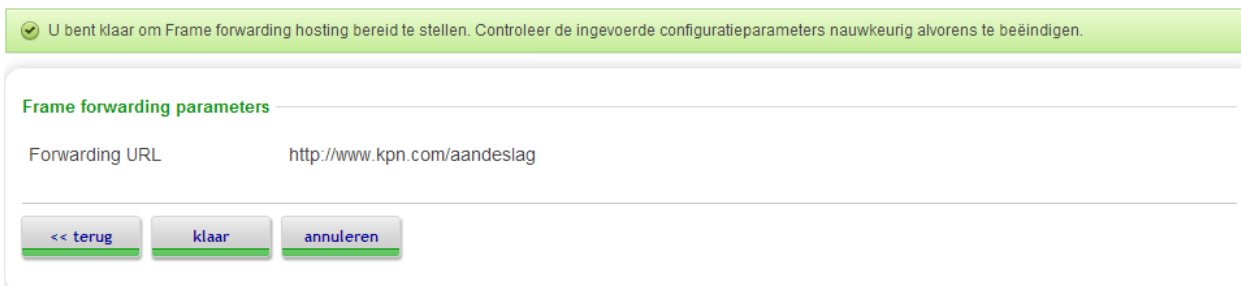 U bent klaar om Frame forwarding hosting bereid te stellen. Controleer de ingevoerde configuratieparameters nauwkeurig alvorens te beëindigen.
Frame forwarding parameters
Forwarding URL http://www.kpn.com/aandeslag
<< terug klaar annuleren